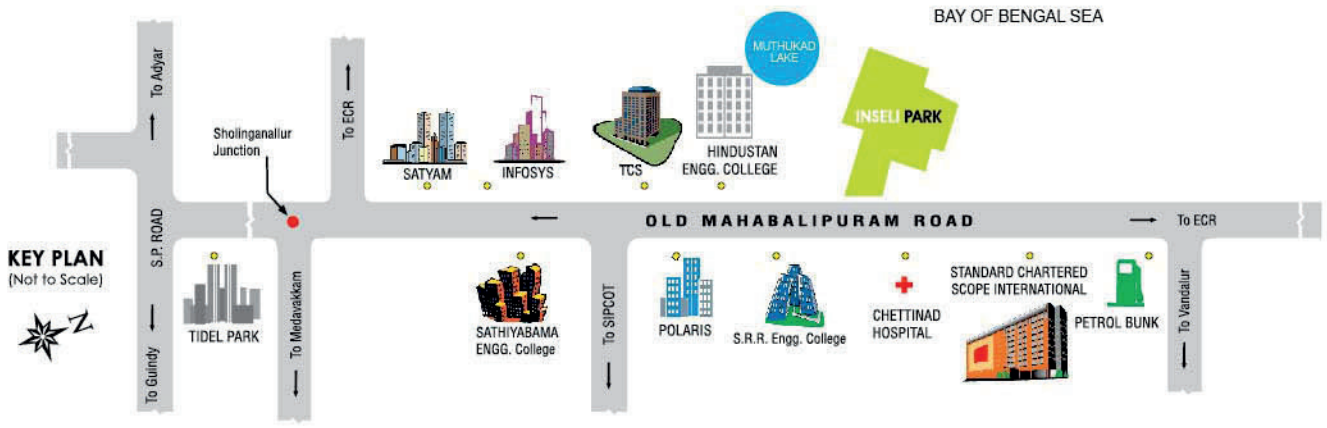 BAY OF BENGAL SEA
MUTHUKAD
LAKE
To Adyar
To ECR
Sholinganallur
Junction
INSELI PARK
SATYAM
INFOSYS
TCS
HINDUSTAN
ENGG. COLLEGE
S.P. ROAD
OLD MAHABALIPURAM ROAD
To ECR
KEY PLAN
(Not to Scale)
N
To Guindy
TIDEL PARK
To Medavakkam
SATHIYABAMA
ENGG. College
To SIPCOT
POLARIS
S.R.R. Engg. College
CHETTINAD
HOSPITAL
STANDARD CHARTERED
SCOPE INTERNATIONAL
PETROL BUNK
To Vandalur